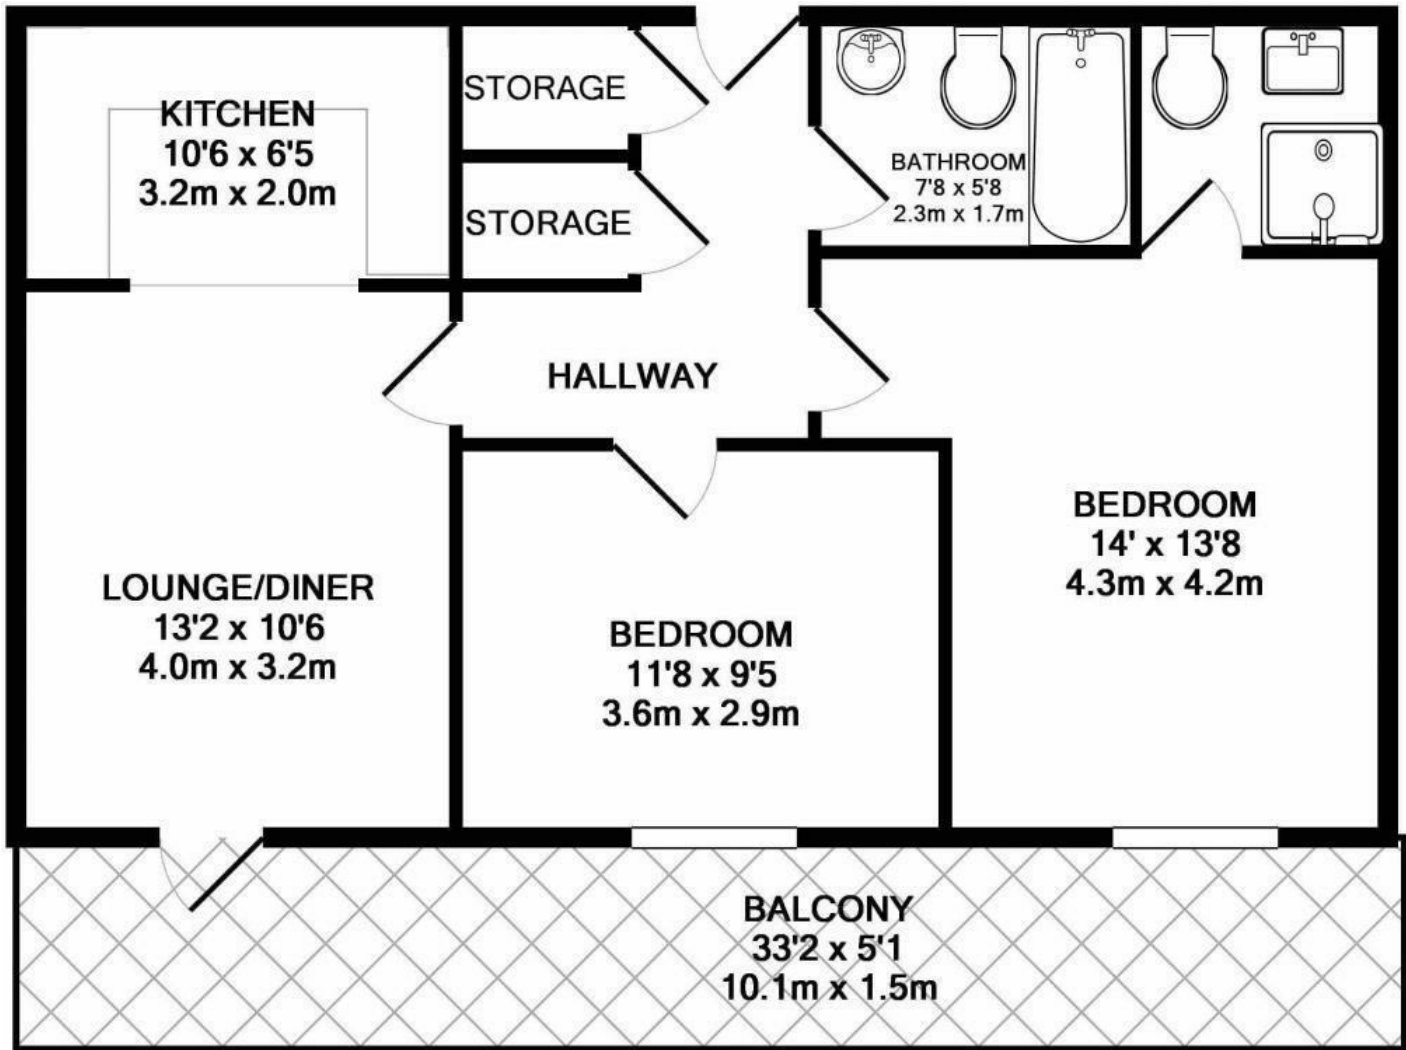 KITCHEN
10'6 x 6'5
3.2m x 2.0m
STORAGE
STORAGE
BATHROOM
7'8 x 5'8
2.3m x 1.7m
HALLWAY
LOUNGE/DINER
13'2 x 10'6
4.0m x 3.2m
BEDROOM
11'8 x 9'5
3.6m x 2.9m
BEDROOM
14' x 13'8
4.3m x 4.2m
BALCONY
33'2 x 5'1
10.1m x 1.5m